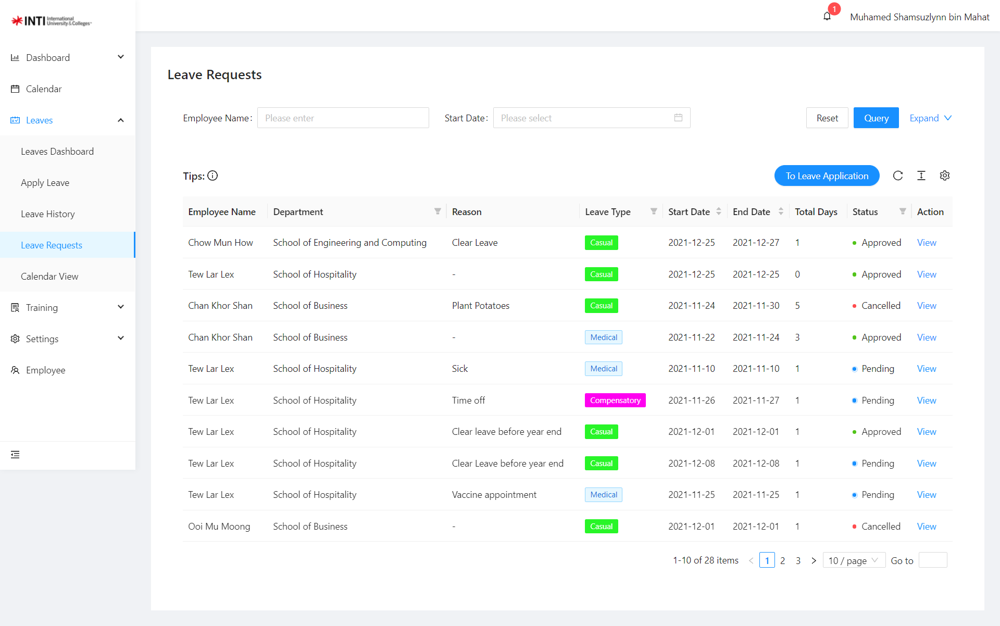 INTI International University & Colleges
1
Muhamed Shamsuzlynn bin Mahat
Dashboard
Calendar
Leaves
Leaves Dashboard
Apply Leave
Leave History
Leave Requests
Calendar View
Training
Settings
Employee
Leave Requests
Employee Name: Please enter Start Date: Please select Reset Query Expand
Tips: To Leave Application
Employee Name Department Reason Leave Type Start Date End Date Total Days Status Action
Chow Mun How School of Engineering and Computing Clear Leave Casual 2021-12-25 2021-12-27 1 Approved View
Tew Lar Lex School of Hospitality - Casual 2021-12-25 2021-12-25 0 Approved View
Chan Khor Shan School of Business Plant Potatoes Casual 2021-11-24 2021-11-30 5 Cancelled View
Chan Khor Shan School of Business - Medical 2021-11-22 2021-11-24 3 Approved View
Tew Lar Lex School of Hospitality Sick Medical 2021-11-10 2021-11-10 1 Pending View
Tew Lar Lex School of Hospitality Time off Compensatory 2021-11-26 2021-11-27 1 Pending View
Tew Lar Lex School of Hospitality Clear leave before year end Casual 2021-12-01 2021-12-01 1 Approved View
Tew Lar Lex School of Hospitality Clear Leave before year end Casual 2021-12-08 2021-12-08 1 Pending View
Tew Lar Lex School of Hospitality Vaccine appointment Medical 2021-11-25 2021-11-25 1 Pending View
Ooi Mu Moong School of Business - Casual 2021-12-01 2021-12-01 1 Cancelled View
1-10 of 28 items < 1 2 3 > 10 / page Go to